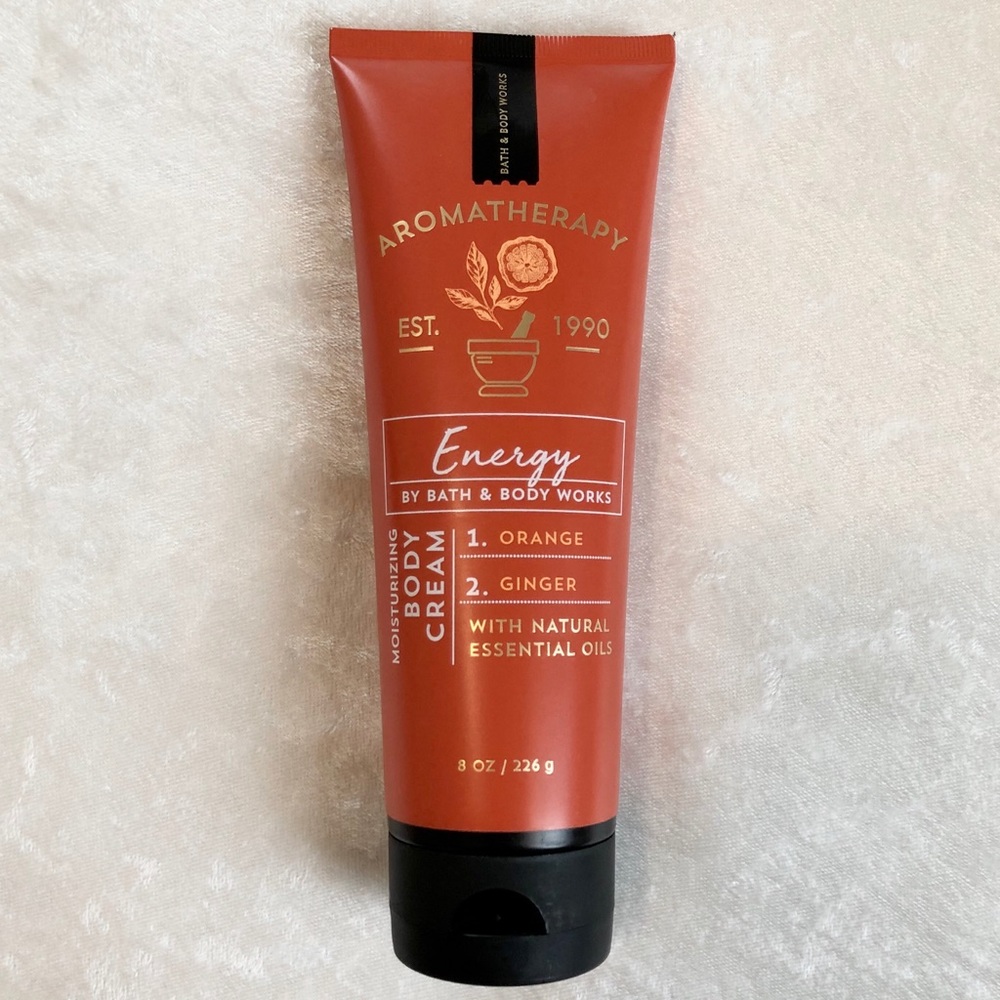 BATH & BODY WORKS
AROMATHERAPY
EST. 1990
Energy
BY BATH & BODY WORKS
MOISTURIZING
BODY
CREAM
1. ORANGE
2. GINGER
WITH NATURAL
ESSENTIAL OILS
8 OZ / 226 g